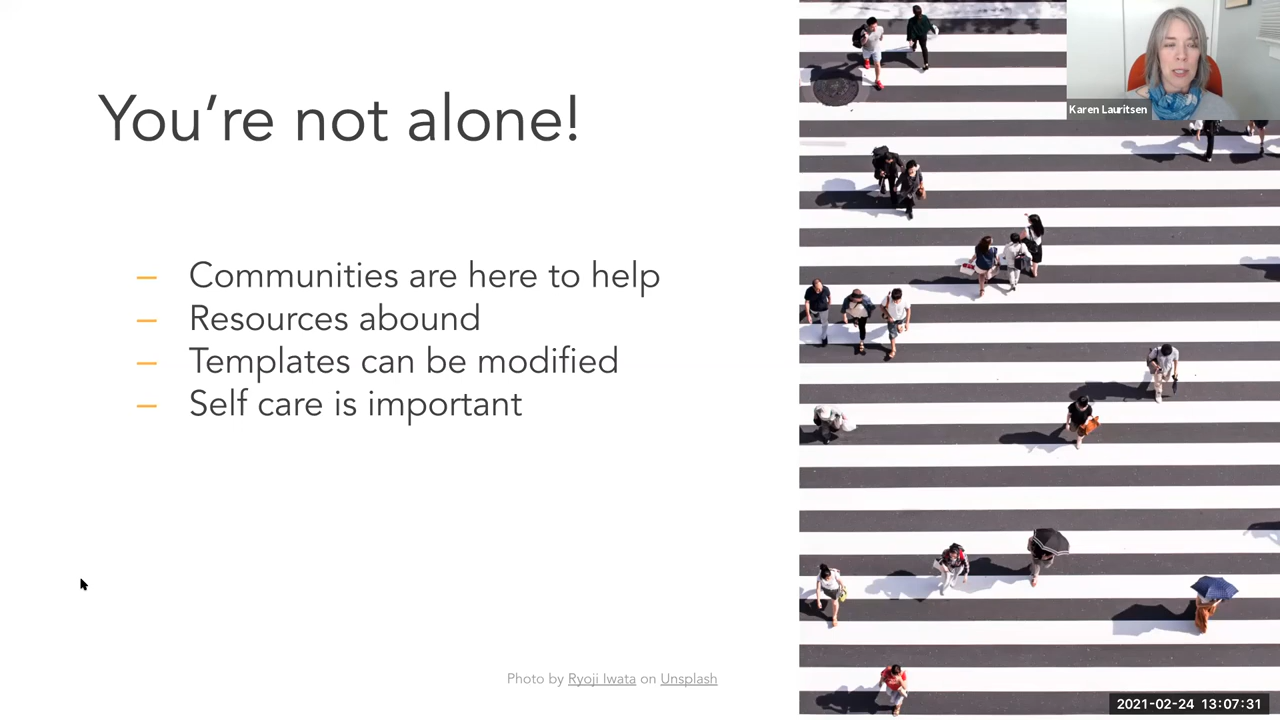 You're not alone!
Karen Lauritsen
– Communities are here to help
– Resources abound
– Templates can be modified
– Self care is important
Photo by Ryoji Iwata on Unsplash
2021-02-24 13:07:31